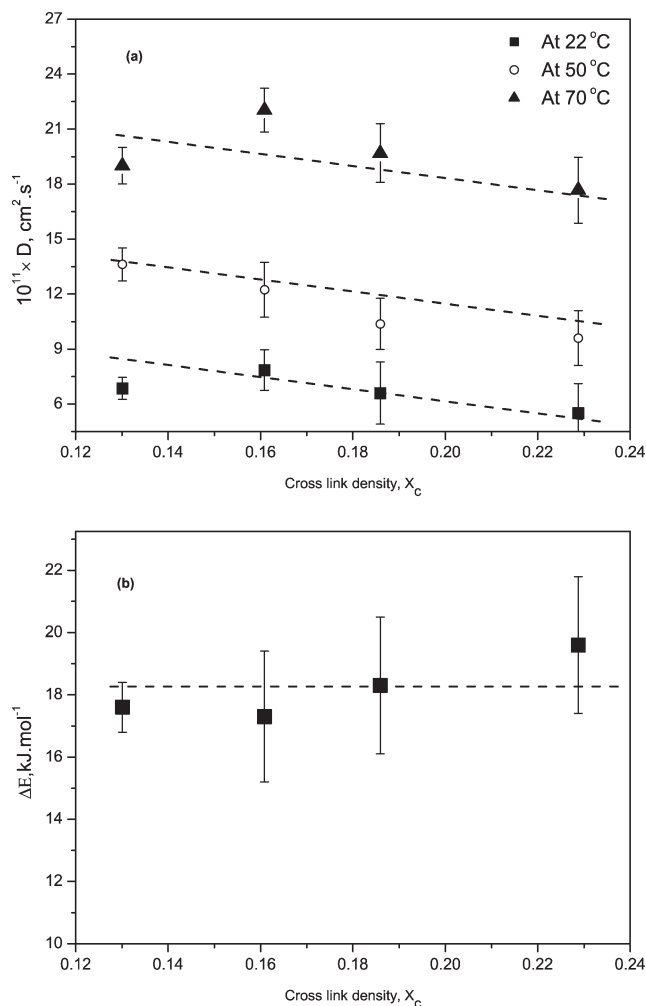 (a)
■ At 22 °C
○ At 50 °C
▲ At 70 °C
27
24
21
18
15
12
9
6
10¹¹× D, cm².s⁻¹
0.12 0.14 0.16 0.18 0.20 0.22 0.24
Cross link density, X_C
(b)
22
20
18
16
14
12
10
ΔE,kJ.mol⁻¹
0.12 0.14 0.16 0.18 0.20 0.22 0.24
Cross link density, X_C